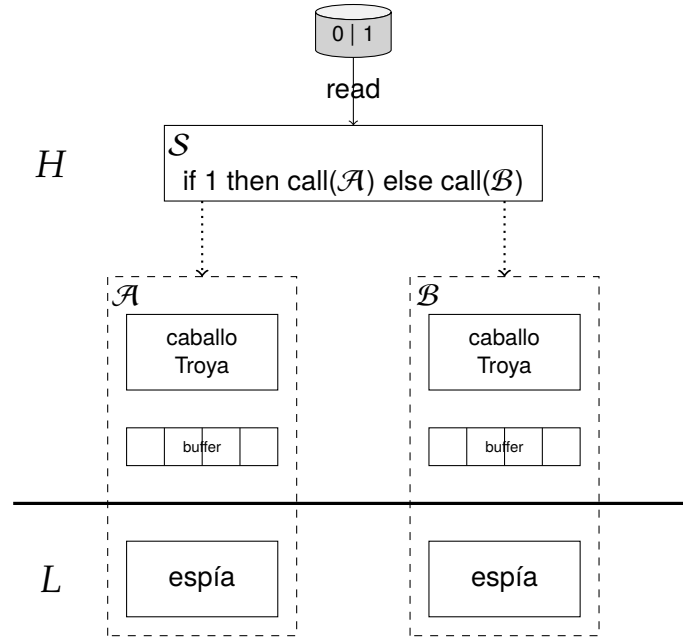 0 | 1
read
H
𝒮
if 1 then call(𝒜) else call(ℬ)
𝒜
ℬ
caballo
Troya
caballo
Troya
buffer
buffer
L
espía
espía